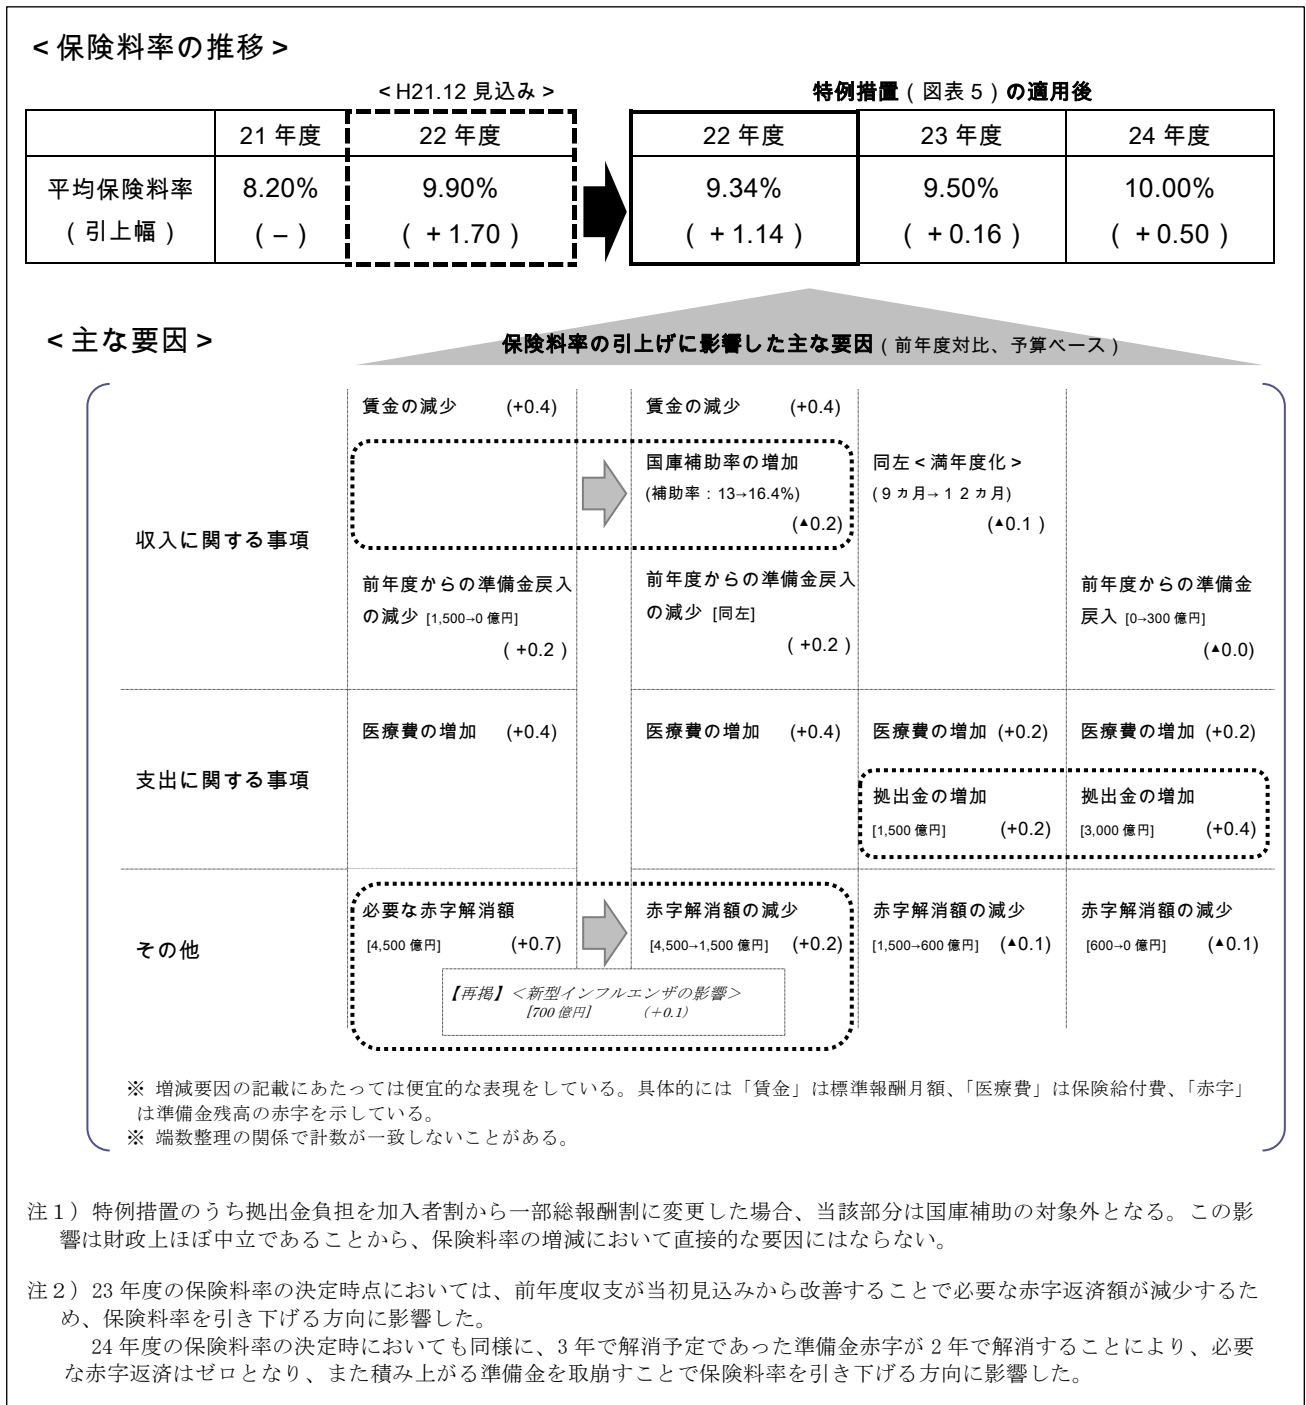 ＜保険料率の推移＞
＜H21.12 見込み＞ 特例措置（図表５）の適用後
21 年度 22 年度 22 年度 23 年度 24 年度
平均保険料率 8.20% 9.90% 9.34% 9.50% 10.00%
（引上幅） （－） （ ＋1.70 ） （ ＋1.14 ） （ ＋0.16 ） （ ＋0.50 ）
＜主な要因＞
保険料率の引上げに影響した主な要因（前年度対比、予算ベース）
収入に関する事項
賃金の減少 (+0.4)
前年度からの準備金戻入
の減少 [1,500→0 億円]
( +0.2 )
賃金の減少 (+0.4)
国庫補助率の増加
(補助率：13→16.4%)
(▲0.2)
前年度からの準備金戻入
の減少 [同左]
( +0.2 )
同左＜満年度化＞
(９ヵ月→１２ヵ月)
(▲0.1 )
前年度からの準備金
戻入 [0→300 億円]
(▲0.0)
支出に関する事項
医療費の増加 (+0.4)
医療費の増加 (+0.4)
医療費の増加 (+0.2)
拠出金の増加
[1,500 億円] (+0.2)
医療費の増加 (+0.2)
拠出金の増加
[3,000 億円] (+0.4)
その他
必要な赤字解消額
[4,500 億円] (+0.7)
赤字解消額の減少
[4,500→1,500 億円] (+0.2)
【再掲】＜新型インフルエンザの影響＞
[700 億円] (+0.1)
赤字解消額の減少
[1,500→600 億円] (▲0.1)
赤字解消額の減少
[600→0 億円] (▲0.1)
※ 増減要因の記載にあたっては便宜的な表現をしている。具体的には「賃金」は標準報酬月額、「医療費」は保険給付費、「赤字」
は準備金残高の赤字を示している。
※ 端数整理の関係で計数が一致しないことがある。
注１）特例措置のうち拠出金負担を加入者割から一部総報酬割に変更した場合、当該部分は国庫補助の対象外となる。この影
響は財政上ほぼ中立であることから、保険料率の増減において直接的な要因にはならない。
注２）23 年度の保険料率の決定時点においては、前年度収支が当初見込みから改善することで必要な赤字返済額が減少するた
め、保険料率を引き下げる方向に影響した。
24 年度の保険料率の決定時においても同様に、3 年で解消予定であった準備金赤字が 2 年で解消することにより、必要
な赤字返済はゼロとなり、また積み上がる準備金を取崩すことで保険料率を引き下げる方向に影響した。